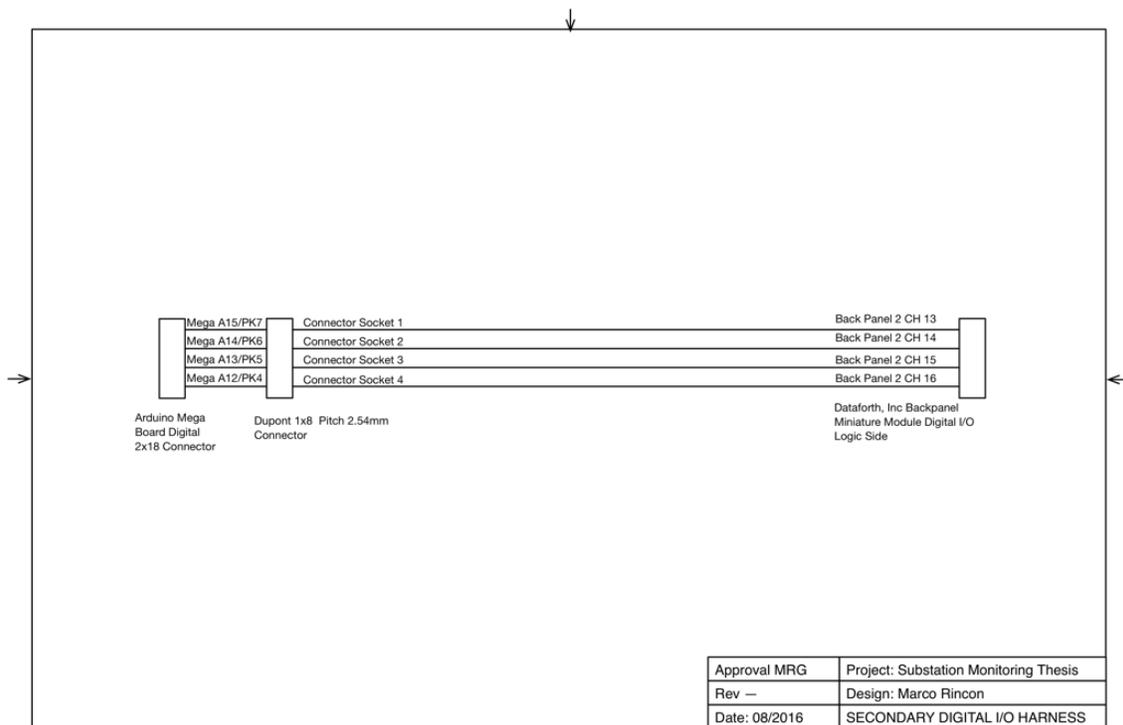 Mega A15/PK7 Connector Socket 1 Back Panel 2 CH 13
Mega A14/PK6 Connector Socket 2 Back Panel 2 CH 14
Mega A13/PK5 Connector Socket 3 Back Panel 2 CH 15
Mega A12/PK4 Connector Socket 4 Back Panel 2 CH 16
Arduino Mega
Board Digital
2x18 Connector
Dupont 1x8 Pitch 2.54mm
Connector
Dataforth, Inc Backpanel
Miniature Module Digital I/O
Logic Side
Approval MRG Project: Substation Monitoring Thesis
Rev — Design: Marco Rincon
Date: 08/2016 SECONDARY DIGITAL I/O HARNESS